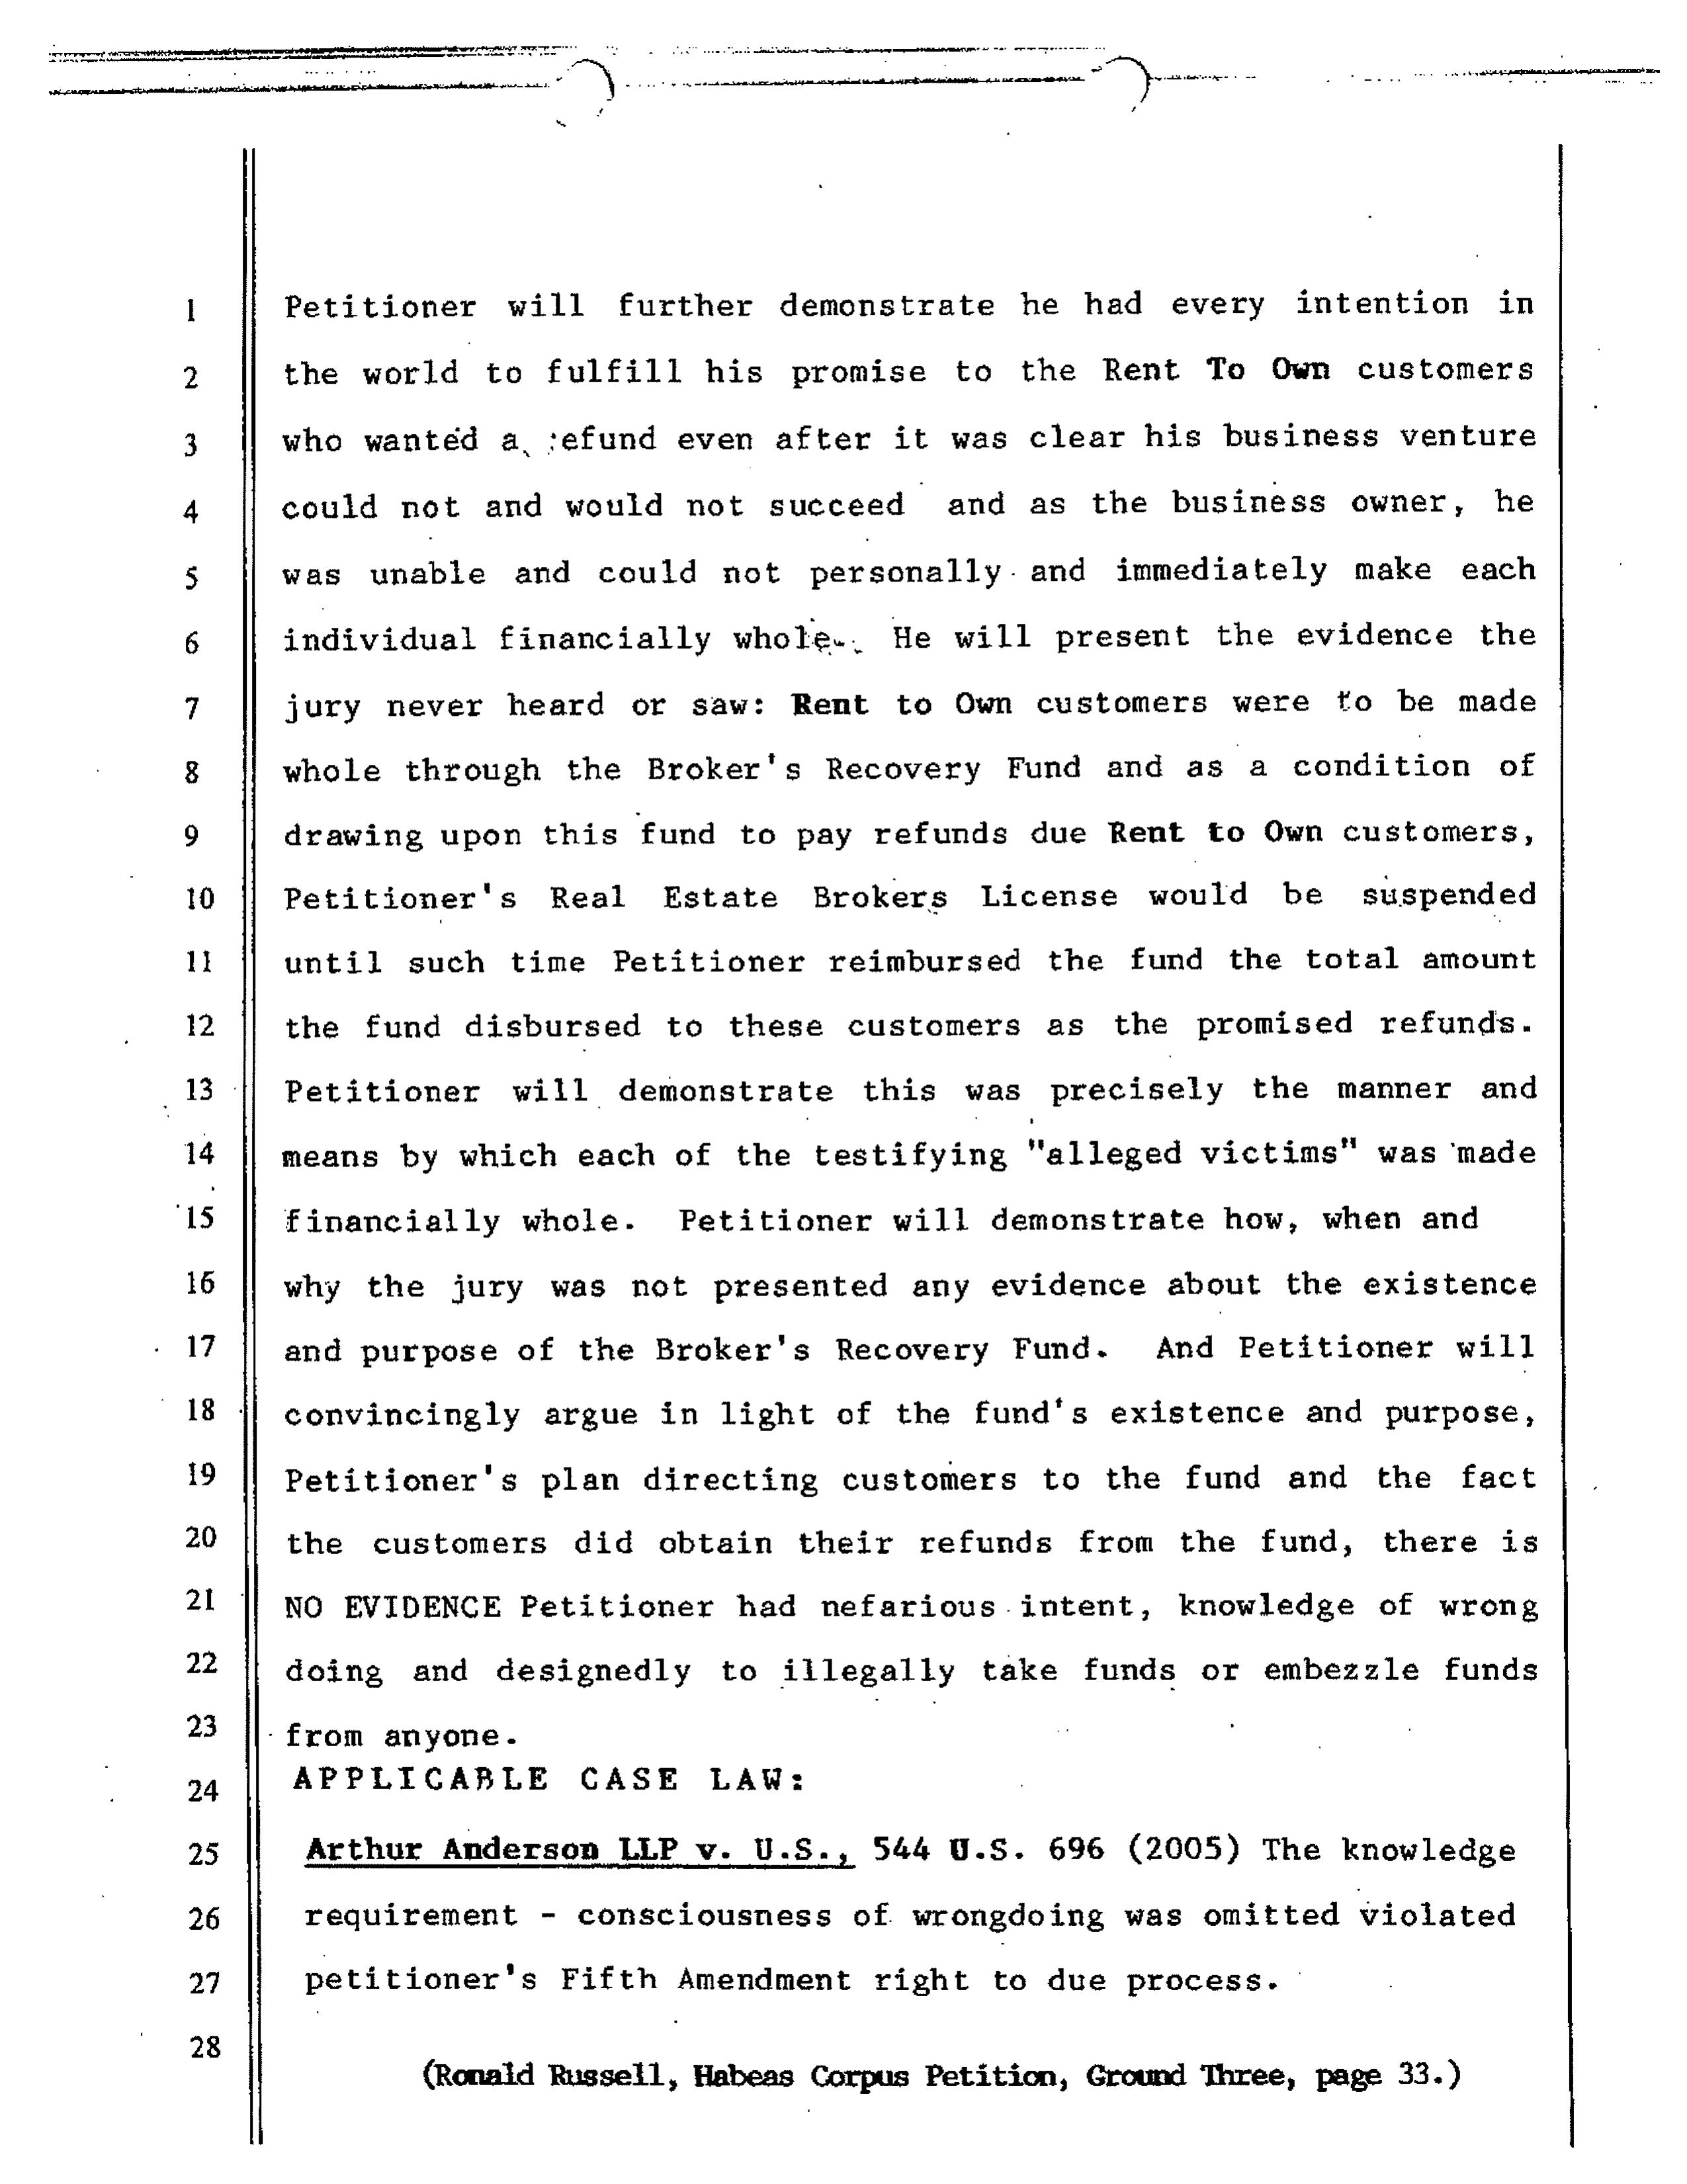 1 Petitioner will further demonstrate he had every intention in
2 the world to fulfill his promise to the Rent To Own customers
3 who wanted a refund even after it was clear his business venture
4 could not and would not succeed and as the business owner, he
5 was unable and could not personally and immediately make each
6 individual financially whole. He will present the evidence the
7 jury never heard or saw: Rent to Own customers were to be made
8 whole through the Broker's Recovery Fund and as a condition of
9 drawing upon this fund to pay refunds due Rent to Own customers,
10 Petitioner's Real Estate Brokers License would be suspended
11 until such time Petitioner reimbursed the fund the total amount
12 the fund disbursed to these customers as the promised refunds.
13 Petitioner will demonstrate this was precisely the manner and
14 means by which each of the testifying "alleged victims" was made
15 financially whole. Petitioner will demonstrate how, when and
16 why the jury was not presented any evidence about the existence
17 and purpose of the Broker's Recovery Fund. And Petitioner will
18 convincingly argue in light of the fund's existence and purpose,
19 Petitioner's plan directing customers to the fund and the fact
20 the customers did obtain their refunds from the fund, there is
21 NO EVIDENCE Petitioner had nefarious intent, knowledge of wrong
22 doing and designedly to illegally take funds or embezzle funds
23 from anyone.
24 APPLICABLE CASE LAW:
25 Arthur Anderson LLP v. U.S., 544 U.S. 696 (2005) The knowledge
26 requirement - consciousness of wrongdoing was omitted violated
27 petitioner's Fifth Amendment right to due process.
28
(Ronald Russell, Habeas Corpus Petition, Ground Three, page 33.)